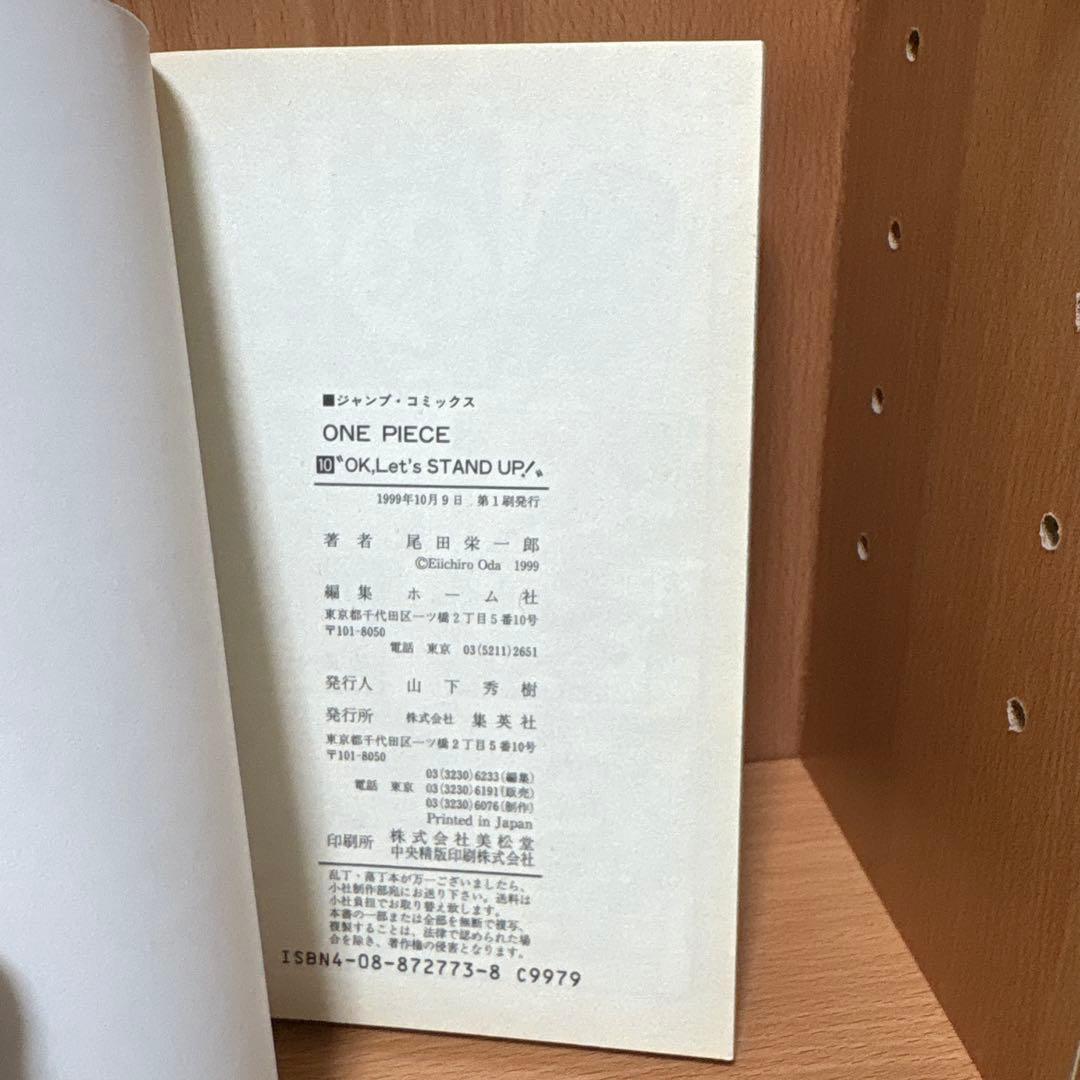 ■ジャンプ・コミックス
ONE PIECE
10〝OK,Let's STAND UP!〟
1999年10月9日 第1刷発行
著者 尾田栄一郎
©Eiichiro Oda 1999
編集 ホーム社
東京都千代田区一ツ橋2丁目5番10号
〒101-8050
電話 東京 03(5211)2651
発行人 山下秀樹
発行所 株式会社 集英社
東京都千代田区一ツ橋2丁目5番10号
〒101-8050
03(3230)6233(編集)
電話 東京 03(3230)6191(販売)
03(3230)6076(制作)
Printed in Japan
印刷所 株式会社美松堂
中央精版印刷株式会社
乱丁・落丁本が万一ございましたら、
小社制作部宛にお送り下さい。送料は
小社負担でお取り替え致します。
本書の一部または全部を無断で複写、
複製することは、法律で認められた場
合を除き、著作権の侵害となります。
ISBN4-08-872773-8 C9979